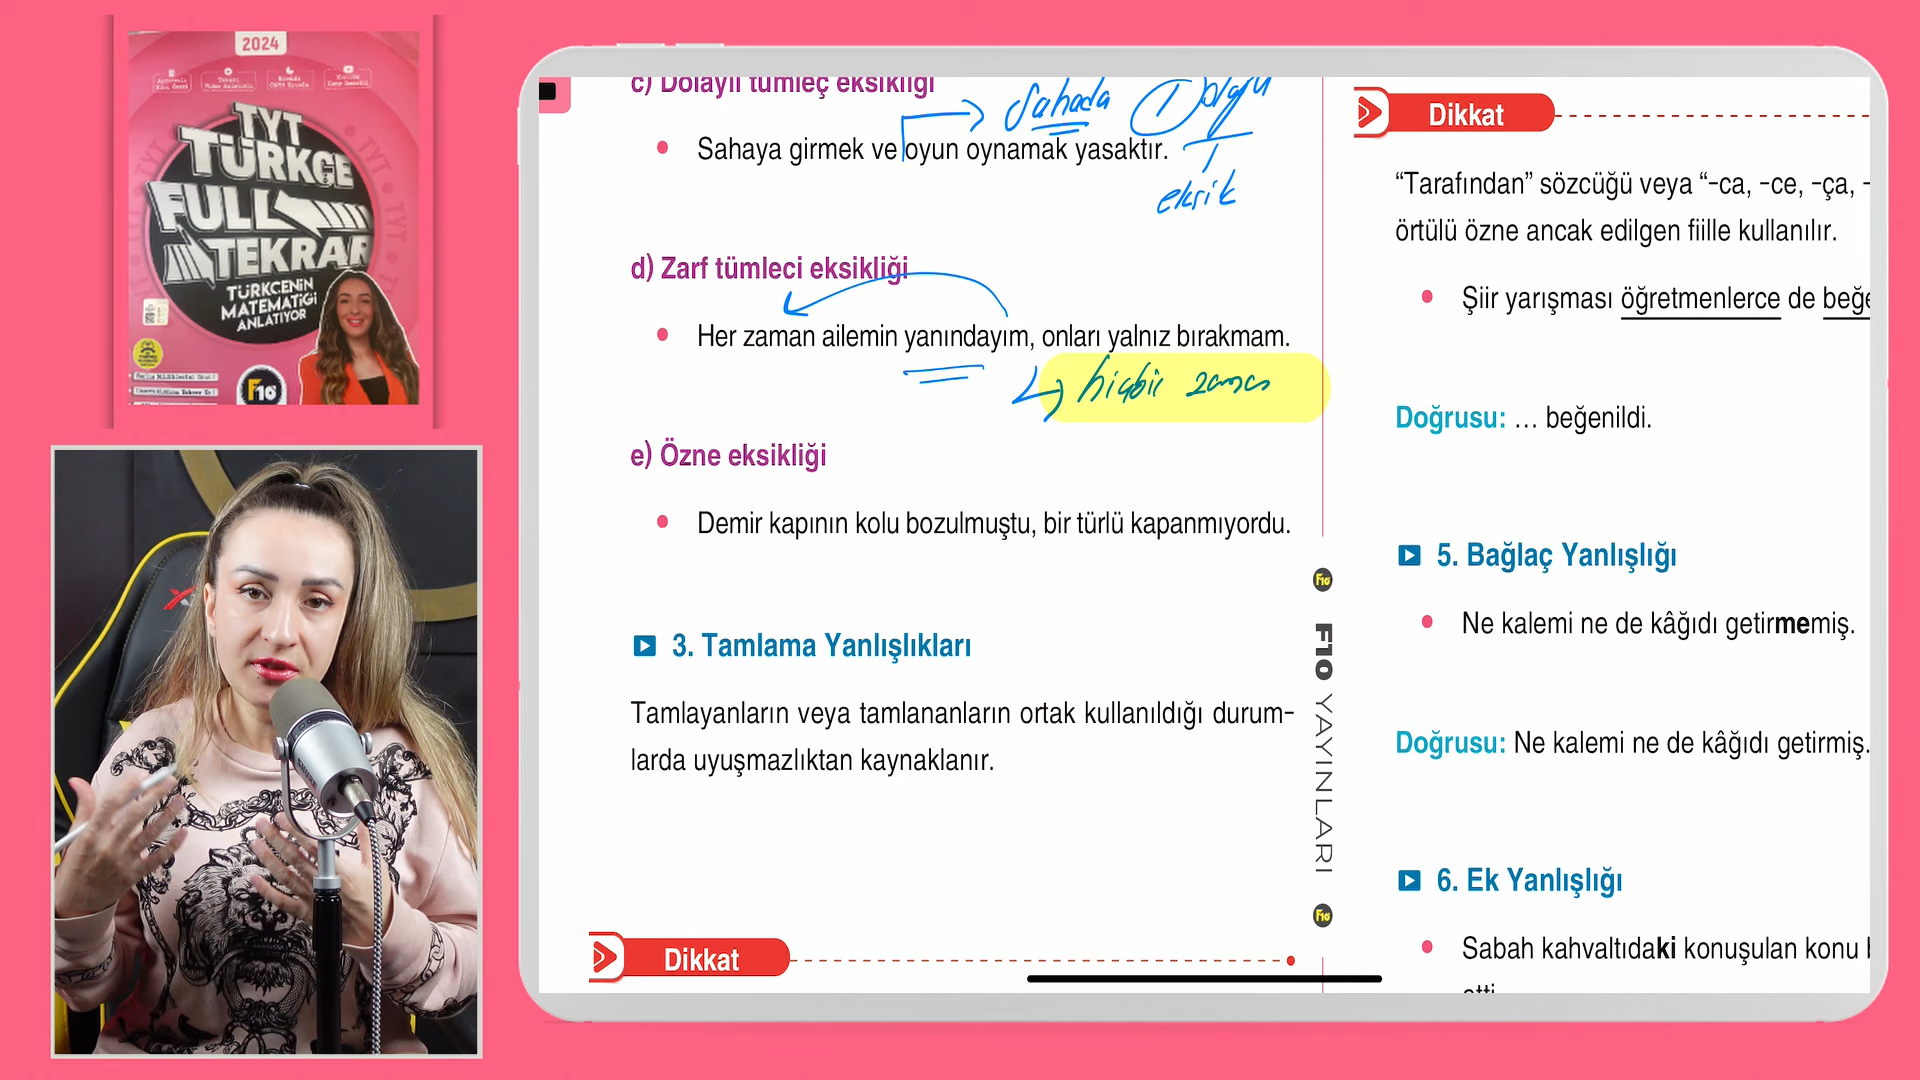 2024
TYT
TÜRKÇE
FULL
TEKRAR
TÜRKCENİN
MATEMATİĞİ
ANLATIYOR
F10
c) Dolaylı tümleç eksikliği
Sahada
• Sahaya girmek ve oyun oynamak yasaktır.
eksik
d) Zarf tümleci eksikliği
• Her zaman ailemin yanındayım, onları yalnız bırakmam.
hiçbir zaman
e) Özne eksikliği
• Demir kapının kolu bozulmuştu, bir türlü kapanmıyordu.
3. Tamlama Yanlışlıkları
Tamlayanların veya tamlananların ortak kullanıldığı durum-
larda uyuşmazlıktan kaynaklanır.
Dikkat
F10 YAYINLARI
Dikkat
“Tarafından” sözcüğü veya “-ca, -ce, -ça, -
örtülü özne ancak edilgen fiille kullanılır.
• Şiir yarışması öğretmenlerce de beğe
Doğrusu: … beğenildi.
5. Bağlaç Yanlışlığı
• Ne kalemi ne de kâğıdı getirmemiş.
Doğrusu: Ne kalemi ne de kâğıdı getirmiş.
6. Ek Yanlışlığı
• Sabah kahvaltıdaki konuşulan konu b
etti